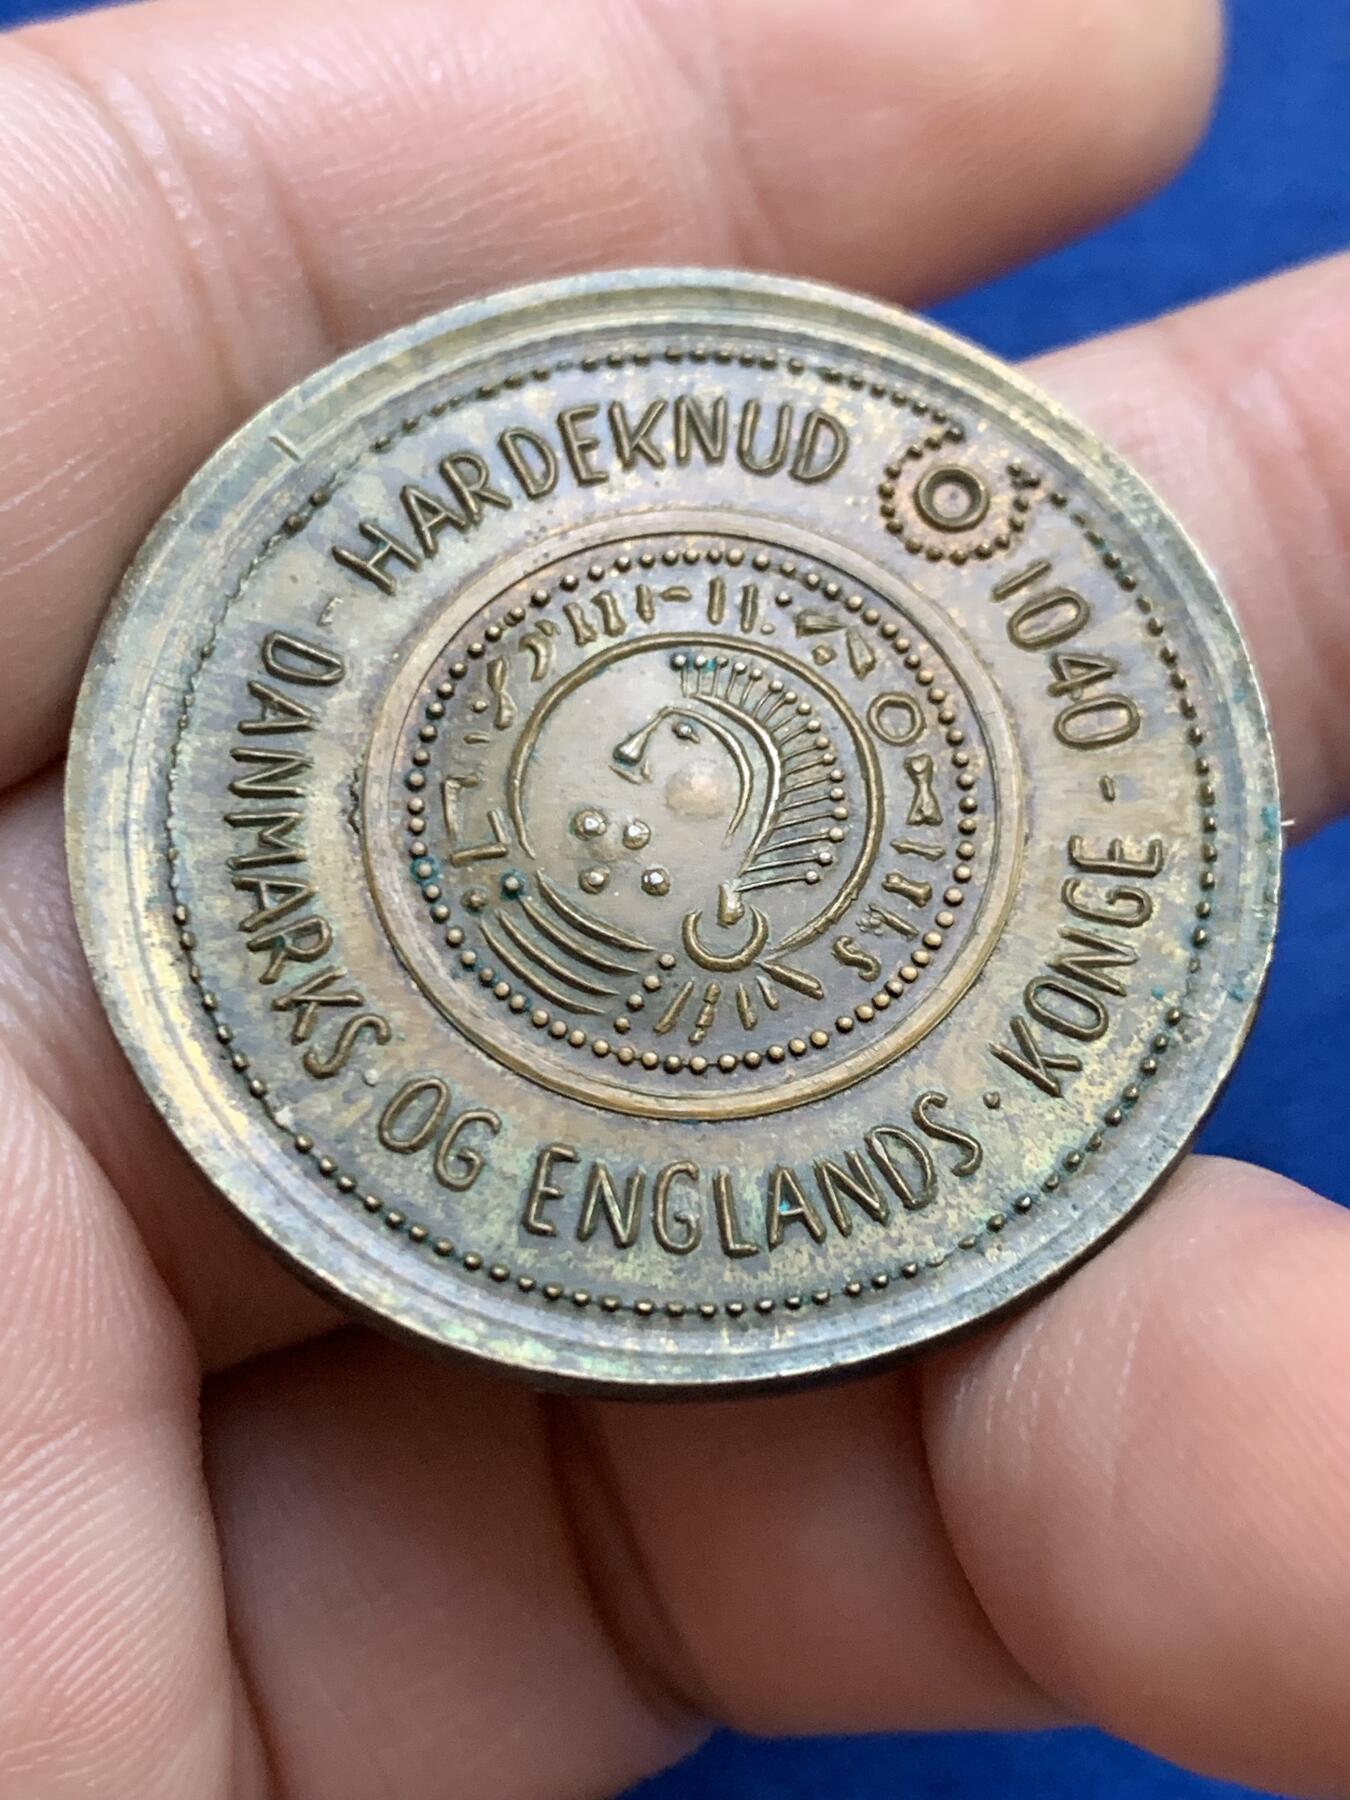 HARDEKNUD
1040 - KONGE · DANMARKS · OG ENGLANDS ·